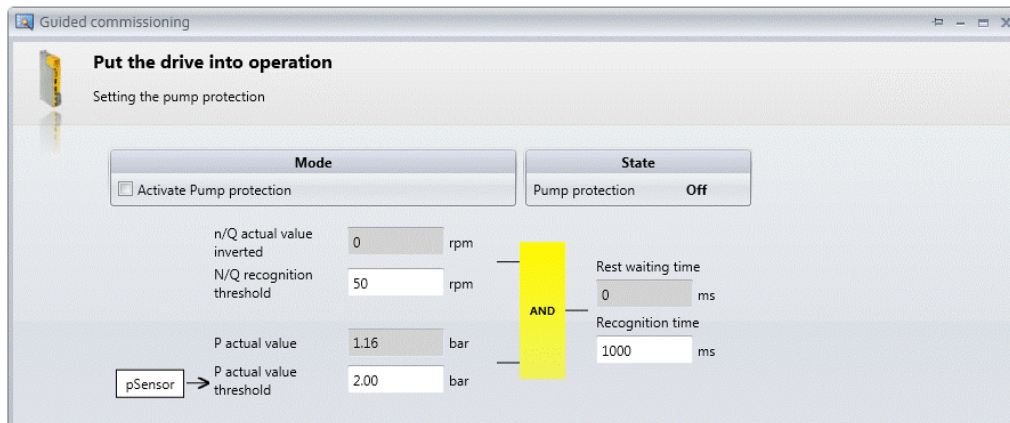 Guided commissioning
Put the drive into operation
Setting the pump protection
Mode
Activate Pump protection
State
Pump protection Off
n/Q actual value
inverted
0 rpm
N/Q recognition
threshold
50 rpm
P actual value
1.16 bar
pSensor
P actual value
threshold
2.00 bar
AND
Rest waiting time
0 ms
Recognition time
1000 ms